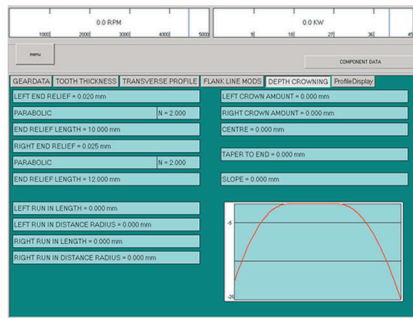 0.0 RPM
0.0 KW
1000 2000 3000 4000 5000
9 18 27 36 45
menu
COMPONENT DATA
GEARDATA TOOTH THICKNESS TRANSVERSE PROFILE FLANK LINE MODS DEPTH CROWNING ProfileDisplay
LEFT END RELIEF = 0.020 mm
PARABOLIC N = 2.000
END RELIEF LENGTH = 10.000 mm
RIGHT END RELIEF = 0.025 mm
PARABOLIC N = 2.000
END RELIEF LENGTH = 12.000 mm
LEFT RUN IN LENGTH = 0.000 mm
LEFT RUN IN DISTANCE RADIUS = 0.000 mm
RIGHT RUN IN LENGTH = 0.000 mm
RIGHT RUN IN DISTANCE RADIUS = 0.000 mm
LEFT CROWN AMOUNT = 0.000 mm
RIGHT CROWN AMOUNT = 0.000 mm
CENTRE = 0.000 mm
TAPER TO END = 0.000 mm
SLOPE = 0.000 mm
-5